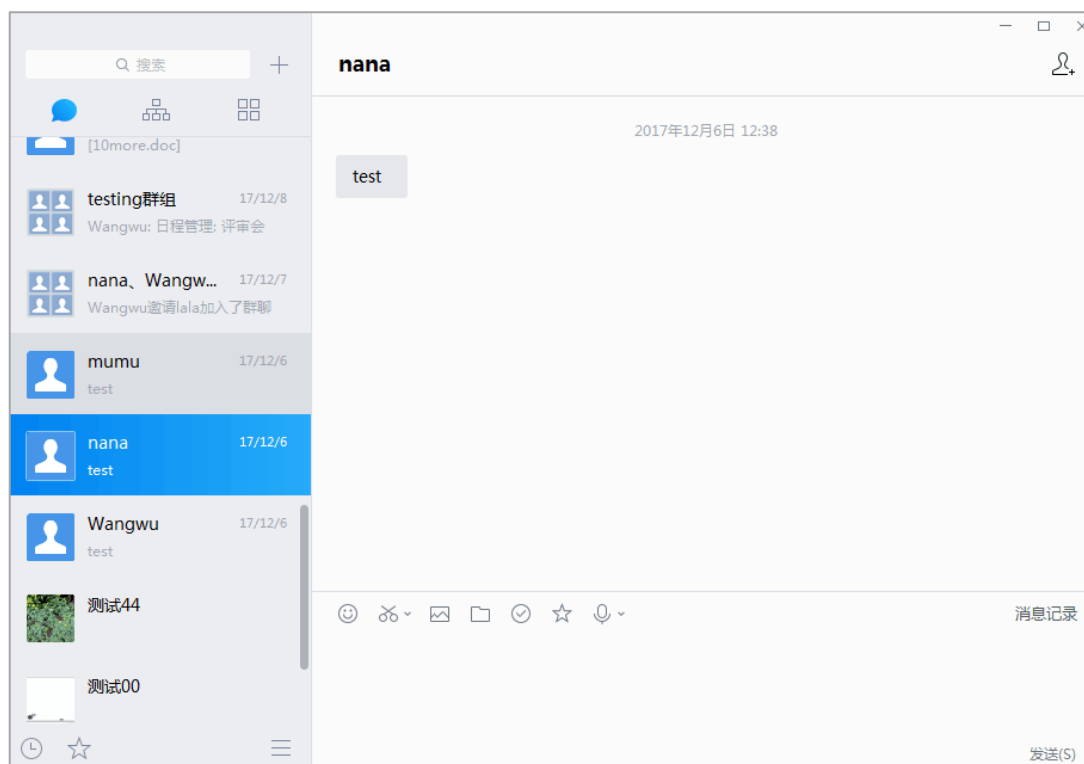 搜索
[10more.doc]
testing群组 17/12/8
Wangwu: 日程管理: 评审会
nana、Wangw... 17/12/7
Wangwu邀请lala加入了群聊
mumu 17/12/6
test
nana 17/12/6
test
Wangwu 17/12/6
test
测试44
测试00
nana
2017年12月6日 12:38
test
消息记录
发送(S)